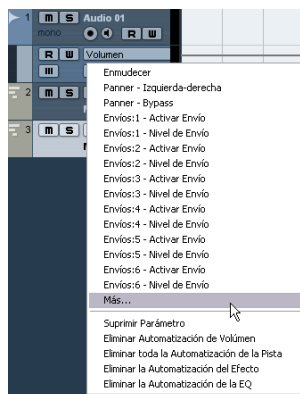 1 M S Audio 01
mono R W
R W Volumen
Enmudecer
Panner - Izquierda-derecha
2 M S
Panner - Bypass
Envíos:1 - Activar Envío
Envíos:1 - Nivel de Envío
3 M S
Envíos:2 - Activar Envío
Envíos:2 - Nivel de Envío
Envíos:3 - Activar Envío
Envíos:3 - Nivel de Envío
Envíos:4 - Activar Envío
Envíos:4 - Nivel de Envío
Envíos:5 - Activar Envío
Envíos:5 - Nivel de Envío
Envíos:6 - Activar Envío
Envíos:6 - Nivel de Envío
Más...
Suprimir Parámetro
Eliminar Automatización de Volúmen
Eliminar toda la Automatización de la Pista
Eliminar la Automatización del Efecto
Eliminar la Automatización de la EQ